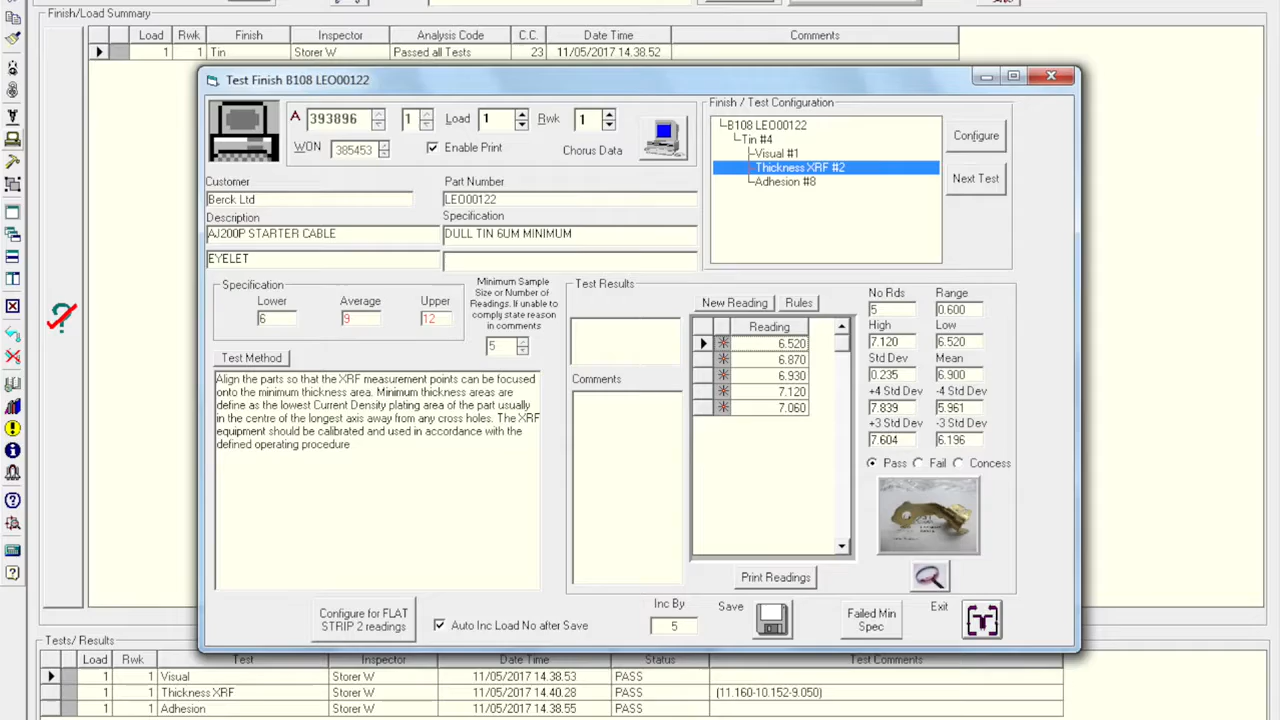 Finish/Load Summary
Load Rwk Finish Inspector Analysis Code C.C. Date Time Comments
1 1 Tin Storer W Passed all Tests 23 11/05/2017 14.38.52
Test Finish B108 LEO00122
A 393896 1 Load 1 Rwk 1
WON 385453 Enable Print Chorus Data
Customer Part Number
Berck Ltd LEO00122
Description Specification
AJ200P STARTER CABLE DULL TIN 6UM MINIMUM
EYELET
Finish / Test Configuration
B108 LEO00122
Tin #4
Visual #1
Thickness XRF #2
Adhesion #8
Configure
Next Test
Specification
Lower Average Upper
6 9 12
Minimum Sample
Size or Number of
Readings. If unable to
comply state reason
in comments
5
Test Method
Align the parts so that the XRF measurement points can be focused
onto the minimum thickness area. Minimum thickness areas are
define as the lowest Current Density plating area of the part usually
in the centre of the longest axis away from any cross holes. The XRF
equipment should be calibrated and used in accordance with the
defined operating procedure
Test Results
New Reading Rules
Reading
6.520
6.870
6.930
7.120
7.060
Comments
No Rds Range
5 0.600
High Low
7.120 6.520
Std Dev Mean
0.235 6.900
+4 Std Dev -4 Std Dev
7.839 5.961
+3 Std Dev -3 Std Dev
7.604 6.196
Pass Fail Concess
Print Readings
Configure for FLAT
STRIP 2 readings
Auto Inc Load No after Save
Inc By
5
Save
Failed Min
Spec
Exit
Tests/ Results
Load Rwk Test Inspector Date Time Status Test Comments
1 1 Visual Storer W 11/05/2017 14.38.53 PASS
1 1 Thickness XRF Storer W 11/05/2017 14.40.28 PASS (11.160-10.152-9.050)
1 1 Adhesion Storer W 11/05/2017 14.38.55 PASS